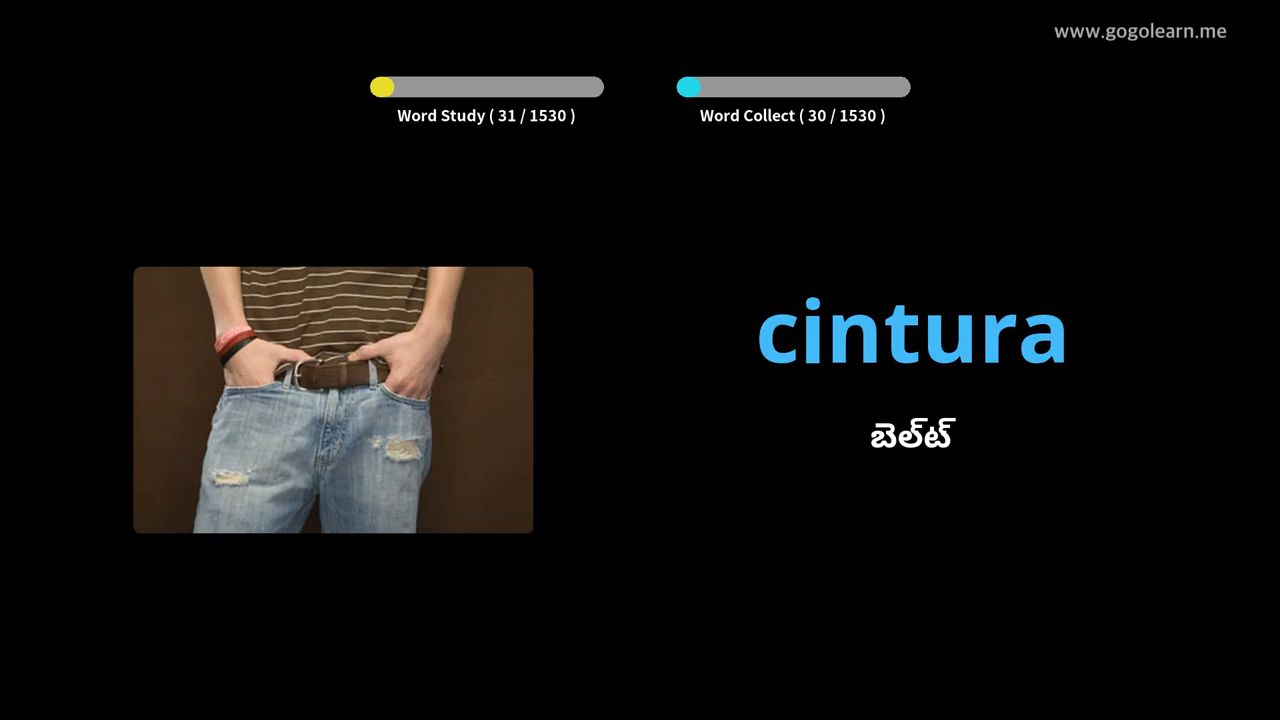 www.gogolearn.me
Word Study ( 31 / 1530 )
Word Collect ( 30 / 1530 )
cintura
బెల్ట్